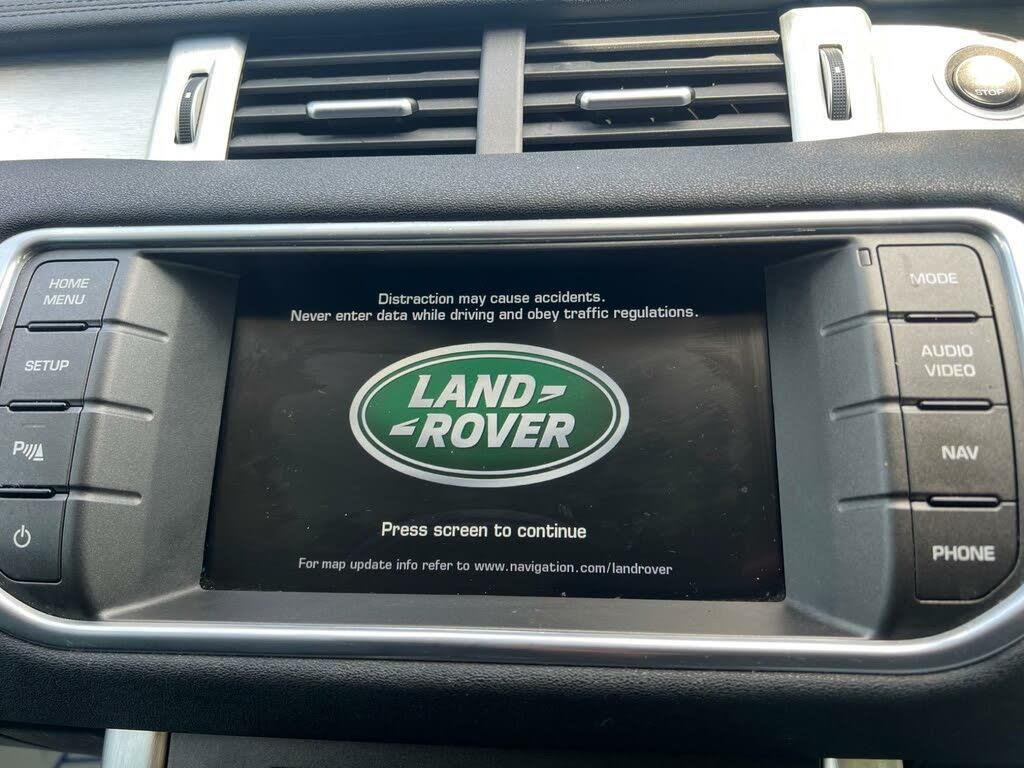 STOP
HOME
MENU
SETUP
P
Distraction may cause accidents.
Never enter data while driving and obey traffic regulations.
LAND
ROVER
Press screen to continue
For map update info refer to www.navigation.com/landrover
MODE
AUDIO
VIDEO
NAV
PHONE